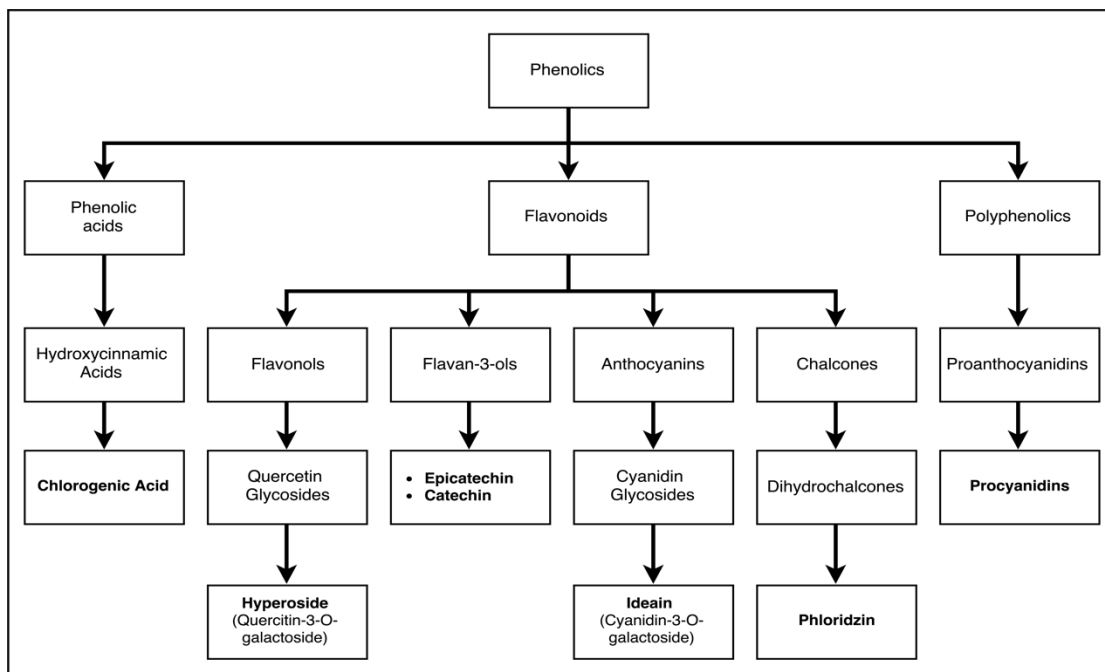 Phenolics
Phenolic
acids
Flavonoids
Polyphenolics
Hydroxycinnamic
Acids
Flavonols
Flavan-3-ols
Anthocyanins
Chalcones
Proanthocyanidins
Chlorogenic Acid
Quercetin
Glycosides
• Epicatechin
• Catechin
Cyanidin
Glycosides
Dihydrochalcones
Procyanidins
Hyperoside
(Quercitin-3-O-
galactoside)
Ideain
(Cyanidin-3-O-
galactoside)
Phloridzin